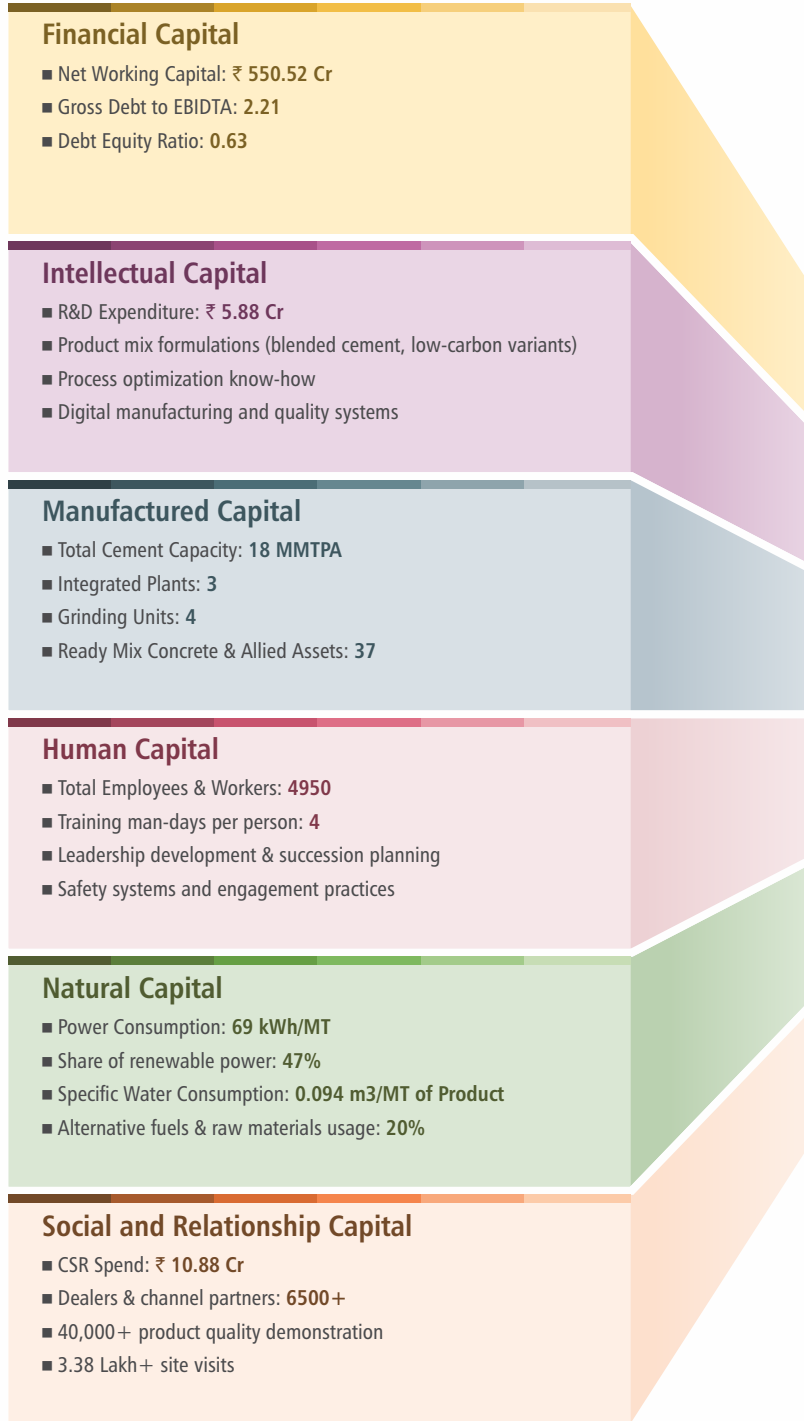 Financial Capital
■ Net Working Capital: ₹ 550.52 Cr
■ Gross Debt to EBIDTA: 2.21
■ Debt Equity Ratio: 0.63
Intellectual Capital
■ R&D Expenditure: ₹ 5.88 Cr
■ Product mix formulations (blended cement, low-carbon variants)
■ Process optimization know-how
■ Digital manufacturing and quality systems
Manufactured Capital
■ Total Cement Capacity: 18 MMTPA
■ Integrated Plants: 3
■ Grinding Units: 4
■ Ready Mix Concrete & Allied Assets: 37
Human Capital
■ Total Employees & Workers: 4950
■ Training man-days per person: 4
■ Leadership development & succession planning
■ Safety systems and engagement practices
Natural Capital
■ Power Consumption: 69 kWh/MT
■ Share of renewable power: 47%
■ Specific Water Consumption: 0.094 m3/MT of Product
■ Alternative fuels & raw materials usage: 20%
Social and Relationship Capital
■ CSR Spend: ₹ 10.88 Cr
■ Dealers & channel partners: 6500+
■ 40,000+ product quality demonstration
■ 3.38 Lakh+ site visits